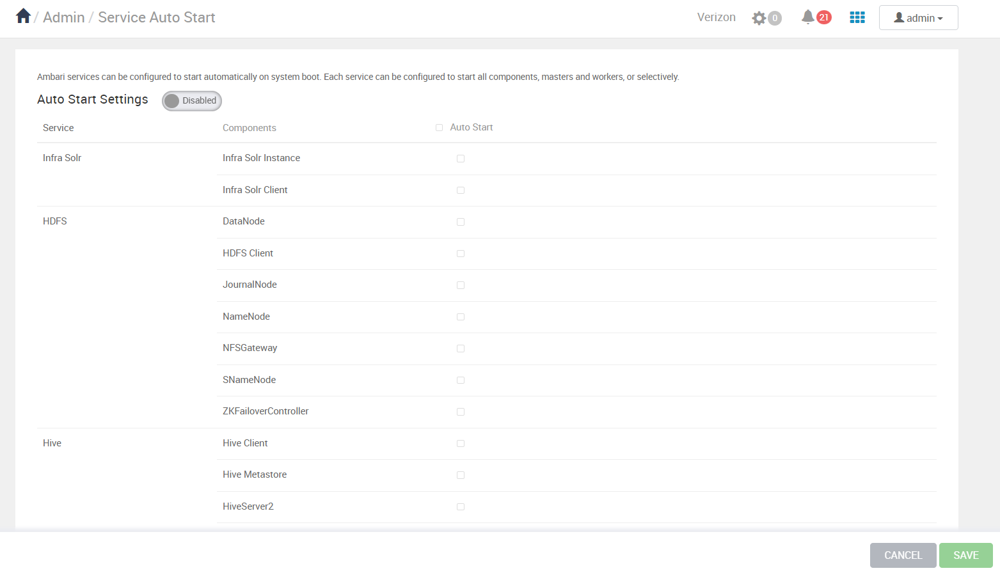 / Admin / Service Auto Start
Verizon 0 21 admin
Ambari services can be configured to start automatically on system boot. Each service can be configured to start all components, masters and workers, or selectively.
Auto Start Settings Disabled
Service Components Auto Start
Infra Solr Infra Solr Instance
Infra Solr Client
HDFS DataNode
HDFS Client
JournalNode
NameNode
NFSGateway
SNameNode
ZKFailoverController
Hive Hive Client
Hive Metastore
HiveServer2
CANCEL SAVE